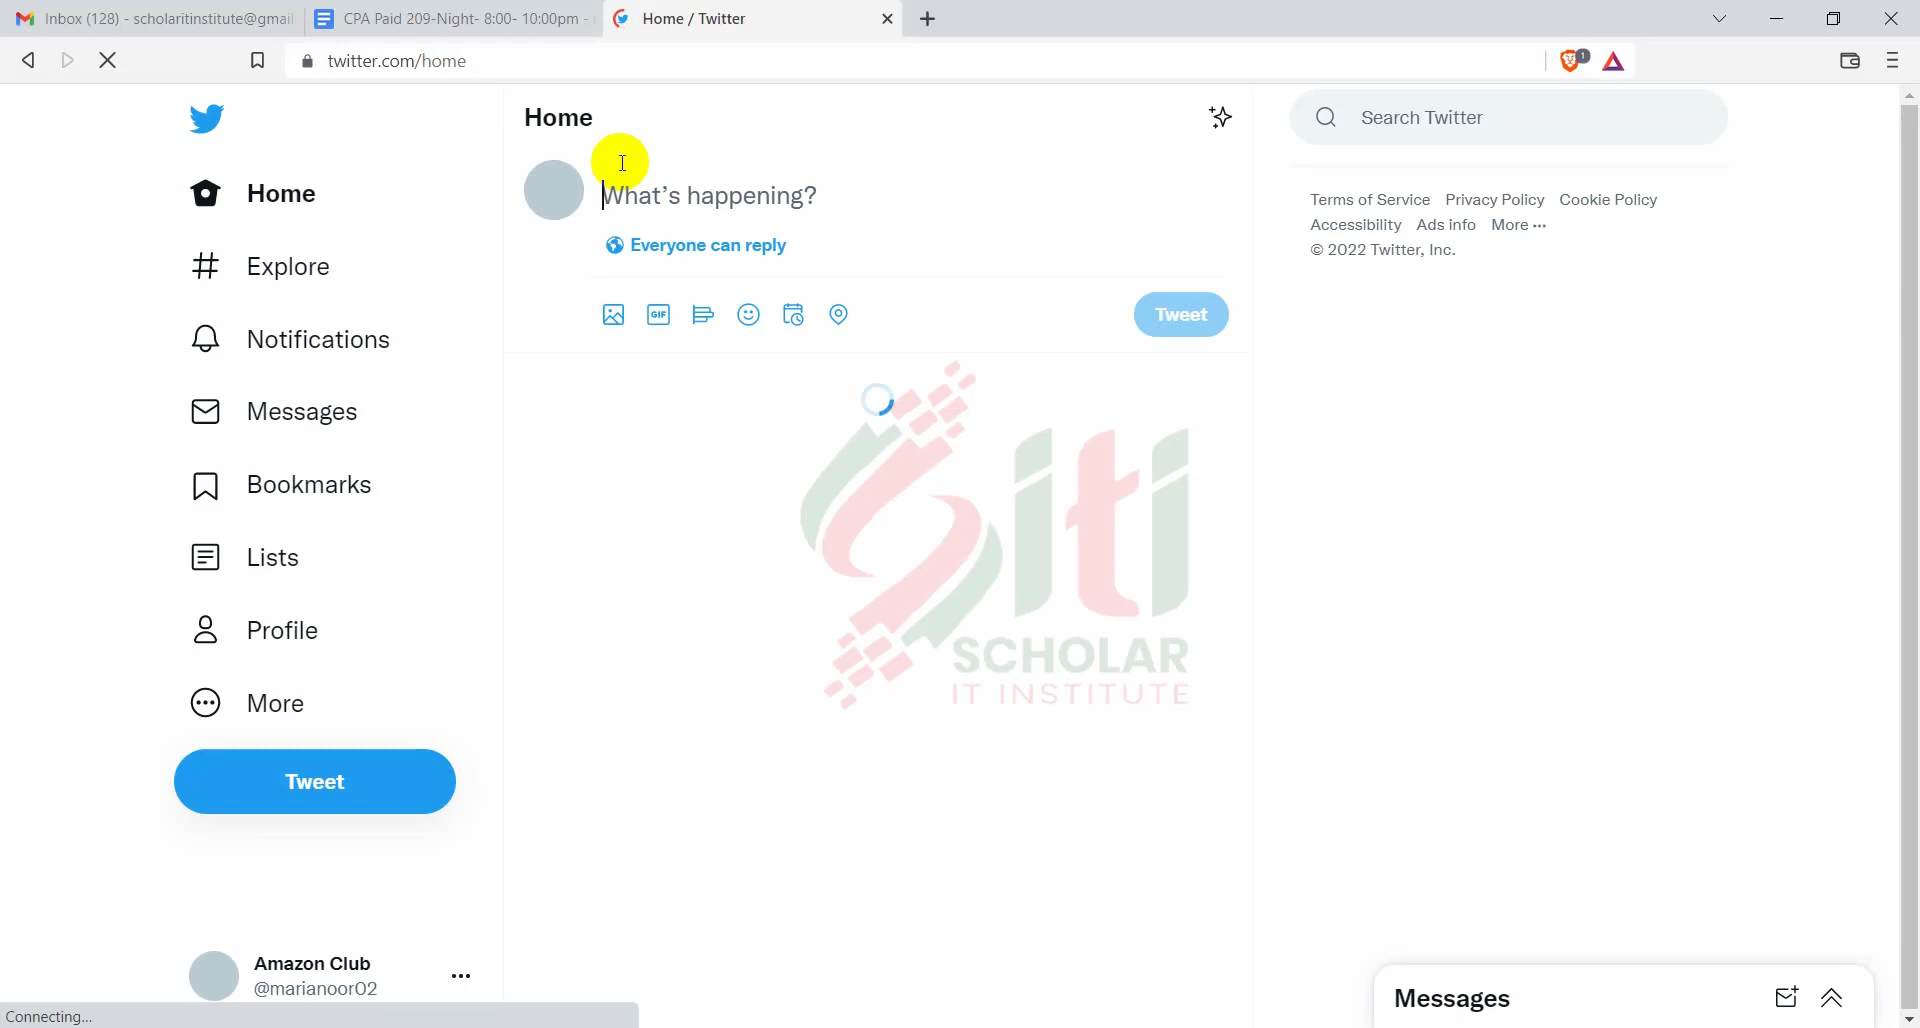 Inbox (128) - scholaritinstitute@gmail
CPA Paid 209-Night- 8:00- 10:00pm -
Home / Twitter
twitter.com/home
1
Home
Search Twitter
What's happening?
Everyone can reply
GIF
Tweet
Home
Explore
Notifications
Messages
Bookmarks
Lists
Profile
More
Tweet
Terms of Service Privacy Policy Cookie Policy
Accessibility Ads info More ...
© 2022 Twitter, Inc.
Siti
SCHOLAR
IT INSTITUTE
Amazon Club
@marianoor02
Messages
Connecting...